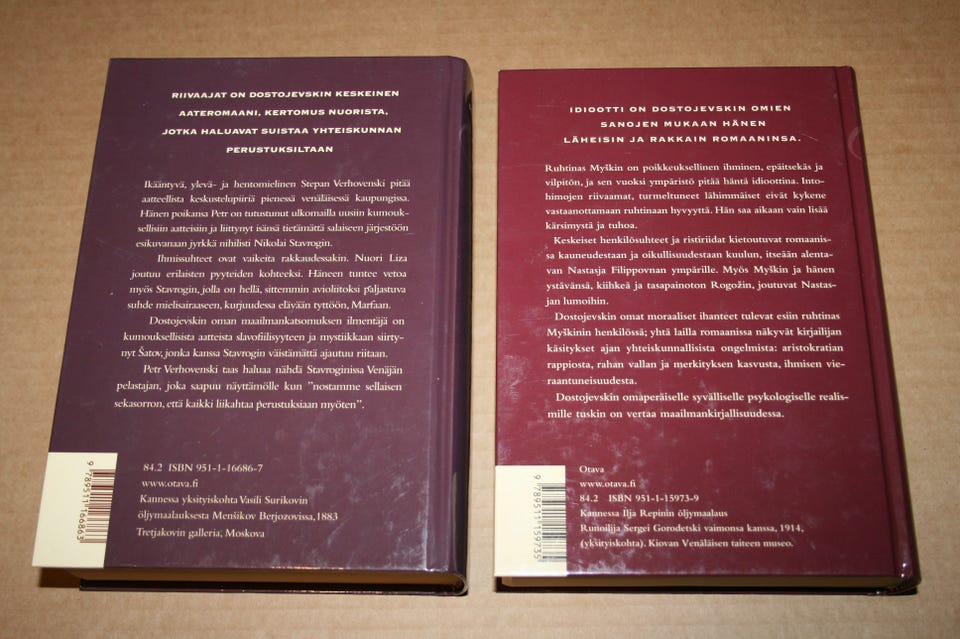 RIIVAAJAT ON DOSTOJEVSKIN KESKEINEN
AATEROMAANI, KERTOMUS NUORISTA,
JOTKA HALUAVAT SUISTAA YHTEISKUNNAN
PERUSTUKSILTAAN
Ikääntyvä, ylevä- ja hentomielinen Stepan Verhovenski pitää
aatteellista keskustelupiiriä pienessä venäläisessä kaupungissa.
Hänen poikansa Petr on tutustunut ulkomailla uusiin kumouk-
sellisiin aatteisiin ja liittynyt isänsä tietämättä salaiseen järjestöön
esikuvanaan jyrkkä nihilisti Nikolai Stavrogin.
Ihmissuhteet ovat vaikeita rakkaudessakin. Nuori Liza
joutuu erilaisten pyyteiden kohteeksi. Häneen tuntee vetoa
myös Stavrogin, jolla on hellä, sittemmin avioliitoksi paljastuva
suhde mielisairaaseen, kurjuudessa elävään tyttöön, Marfaan.
Dostojevskin oman maailmankatsomuksen ilmentäjä on
kumouksellisista aatteista slavofiilisyyteen ja mystiikkaan siirty-
nyt Šatov, jonka kanssa Stavrogin väistämättä ajautuu riitaan.
Petr Verhovenski taas haluaa nähdä Stavroginissa Venäjän
pelastajan, joka saapuu näyttämölle kun "nostamme sellaisen
sekasorron, että kaikki liikahtaa perustuksiaan myöten".
84.2 ISBN 951-1-16686-7
www.otava.fi
Kannessa yksityiskohta Vasili Surikovin
öljymaalauksesta Menšikov Berjozovissa, 1883
Tretjakovin galleria, Moskova
9 789511 166863
IDIOOTTI ON DOSTOJEVSKIN OMIEN
SANOJEN MUKAAN HÄNEN
LÄHEISIN JA RAKKAIN ROMAANINSA.
Ruhtinas Myškin on poikkeuksellinen ihminen, epäitsekäs ja
vilpitön, ja sen vuoksi ympäristö pitää häntä idioottina. Into-
himojen riivaamat, turmeltuneet lähimmäiset eivät kykene
vastaanottamaan ruhtinaan hyvyyttä. Hän saa aikaan vain lisää
kärsimystä ja tuhoa.
Keskeiset henkilösuhteet ja ristiriidat kietoutuvat romaanis-
sa kauneudestaan ja oikullisuudestaan kuulun, itseään alenta-
van Nastasja Filippovnan ympärille. Myös Myškin ja hänen
ystävänsä, kiihkeä ja tasapainoton Rogožin, joutuvat Nastas-
jan lumoihin.
Dostojevskin omat moraaliset ihanteet tulevat esiin ruhtinas
Myškinin henkilössä; yhtä lailla romaanissa näkyvät kirjailijan
käsitykset ajan yhteiskunnallisista ongelmista: aristokratian
rappiosta, rahan vallan ja merkityksen kasvusta, ihmisen vie-
raantuneisuudesta.
Dostojevskin omaperäiselle syvälliselle psykologiselle realis-
mille tuskin on vertaa maailmankirjallisuudessa.
Otava
www.otava.fi
84.2 ISBN 951-1-15973-9
Kannessa Ilja Repinin öljymaalaus
Runoilija Sergei Gorodetski vaimonsa kanssa, 1914,
(yksityiskohta). Kiovan Venäläisen taiteen museo.
9 789511 159735